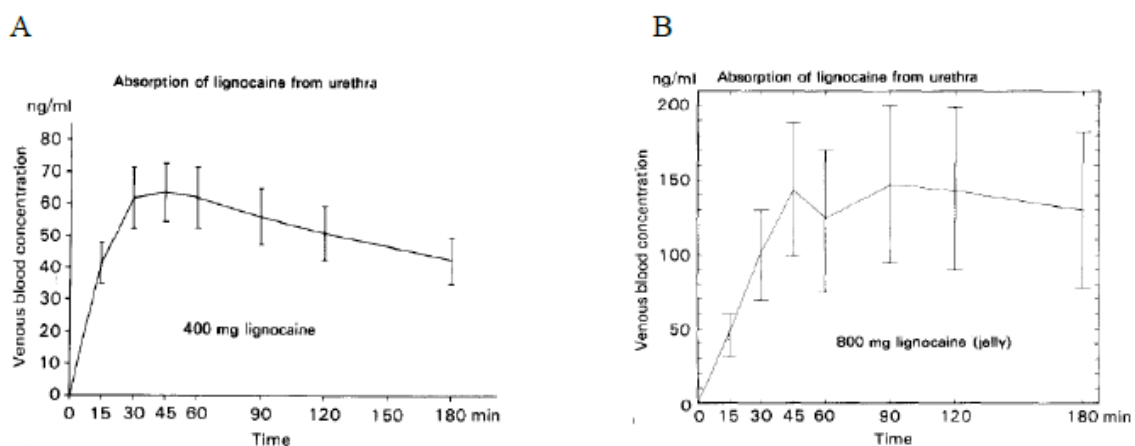 A
Absorption of lignocaine from urethra
ng/ml
80
70
60
50
40
30
20
10
0
Venous blood concentration
400 mg lignocaine
0 15 30 45 60 90 120 150 180 min
Time
B
ng/ml Absorption of lignocaine from urethra
200
150
100
50
0
Venous blood concentration
800 mg lignocaine (jelly)
0 15 30 45 60 90 120 180 min
Time